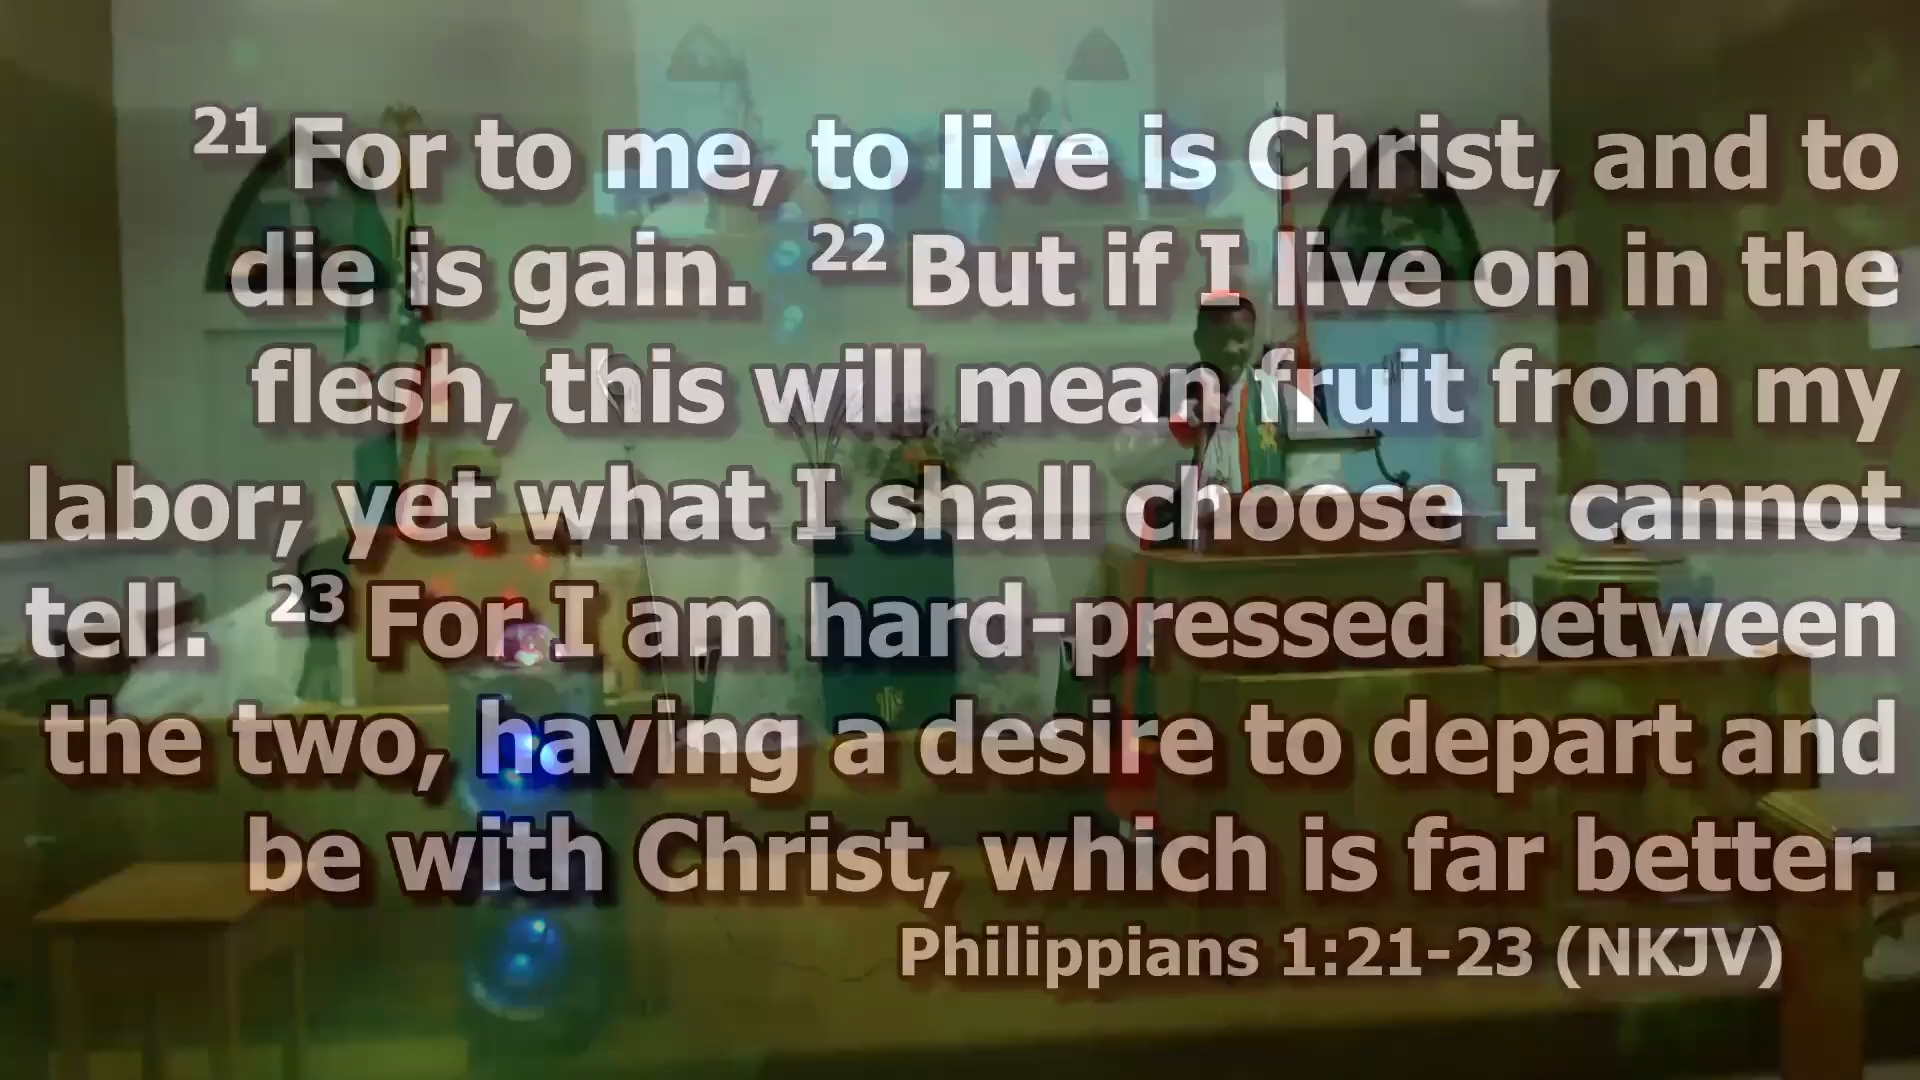 21 For to me, to live is Christ, and to
die is gain. 22 But if I live on in the
flesh, this will mean fruit from my
labor; yet what I shall choose I cannot
tell. 23 For I am hard-pressed between
the two, having a desire to depart and
be with Christ, which is far better.
Philippians 1:21-23 (NKJV)